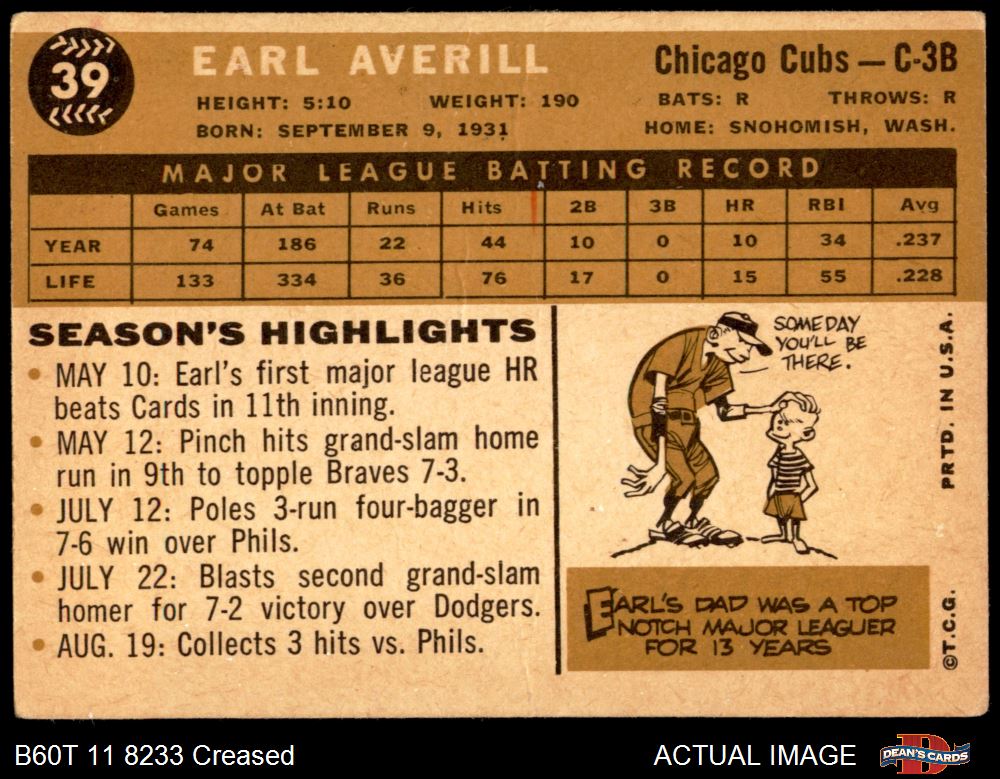 39
EARL AVERILL
Chicago Cubs — C-3B
HEIGHT: 5:10 WEIGHT: 190 BATS: R THROWS: R
BORN: SEPTEMBER 9, 1931 HOME: SNOHOMISH, WASH.
MAJOR LEAGUE BATTING RECORD
Games At Bat Runs Hits 2B 3B HR RBI Avg
YEAR 74 186 22 44 10 0 10 34 .237
LIFE 133 334 36 76 17 0 15 55 .228
SEASON'S HIGHLIGHTS
• MAY 10: Earl's first major league HR
beats Cards in 11th inning.
• MAY 12: Pinch hits grand-slam home
run in 9th to topple Braves 7-3.
• JULY 12: Poles 3-run four-bagger in
7-6 win over Phils.
• JULY 22: Blasts second grand-slam
homer for 7-2 victory over Dodgers.
• AUG. 19: Collects 3 hits vs. Phils.
SOMEDAY
YOU'LL BE
THERE.
EARL'S DAD WAS A TOP
NOTCH MAJOR LEAGUER
FOR 13 YEARS
PRTD. IN U.S.A.
©T.C.G.
B60T 11 8233 Creased
ACTUAL IMAGE
DEAN'S CARDS